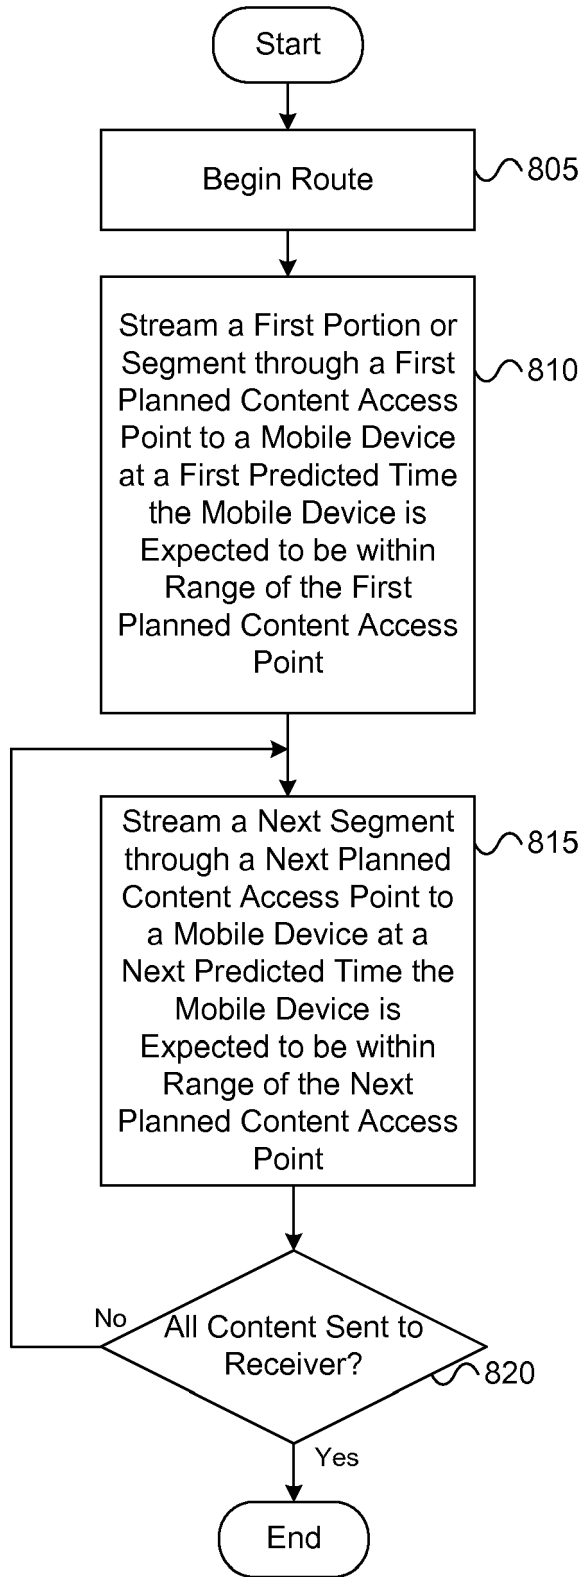 Start
Begin Route
805
Stream a First Portion or
Segment through a First
Planned Content Access
Point to a Mobile Device
at a First Predicted Time
the Mobile Device is
Expected to be within
Range of the First
Planned Content Access
Point
810
Stream a Next Segment
through a Next Planned
Content Access Point to
a Mobile Device at a
Next Predicted Time the
Mobile Device is
Expected to be within
Range of the Next
Planned Content Access
Point
815
No
All Content Sent to
Receiver?
820
Yes
End